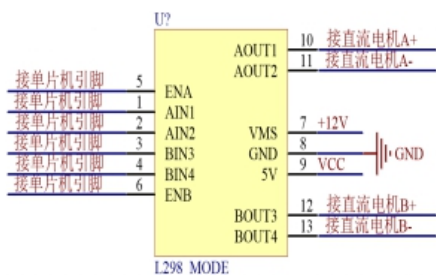 U?
AOUT1 10 接直流电机A+
AOUT2 11 接直流电机A-
接单片机引脚 5 ENA
接单片机引脚 1 AIN1
接单片机引脚 2 AIN2
接单片机引脚 3 BIN3
接单片机引脚 4 BIN4
接单片机引脚 6 ENB
VMS 7 +12V
GND 8 GND
5V 9 VCC
BOUT3 12 接直流电机B+
BOUT4 13 接直流电机B-
L298 MODE